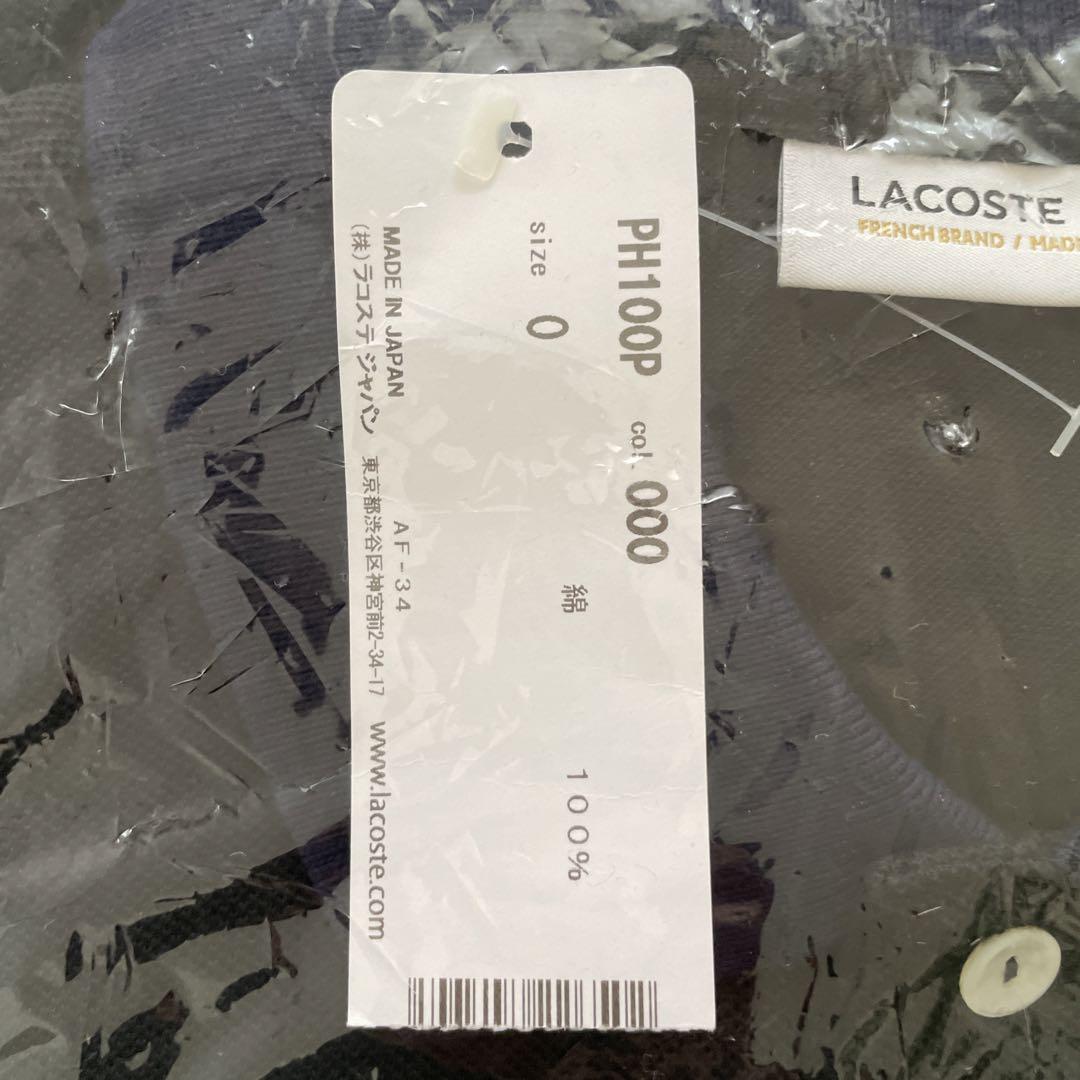 PH100P col. 000
size 0
綿 100%
AF-34
MADE IN JAPAN
(株)ラコステ ジャパン 東京都渋谷区神宮前2-34-17 www.lacoste.com
LACOSTE
FRENCH BRAND /